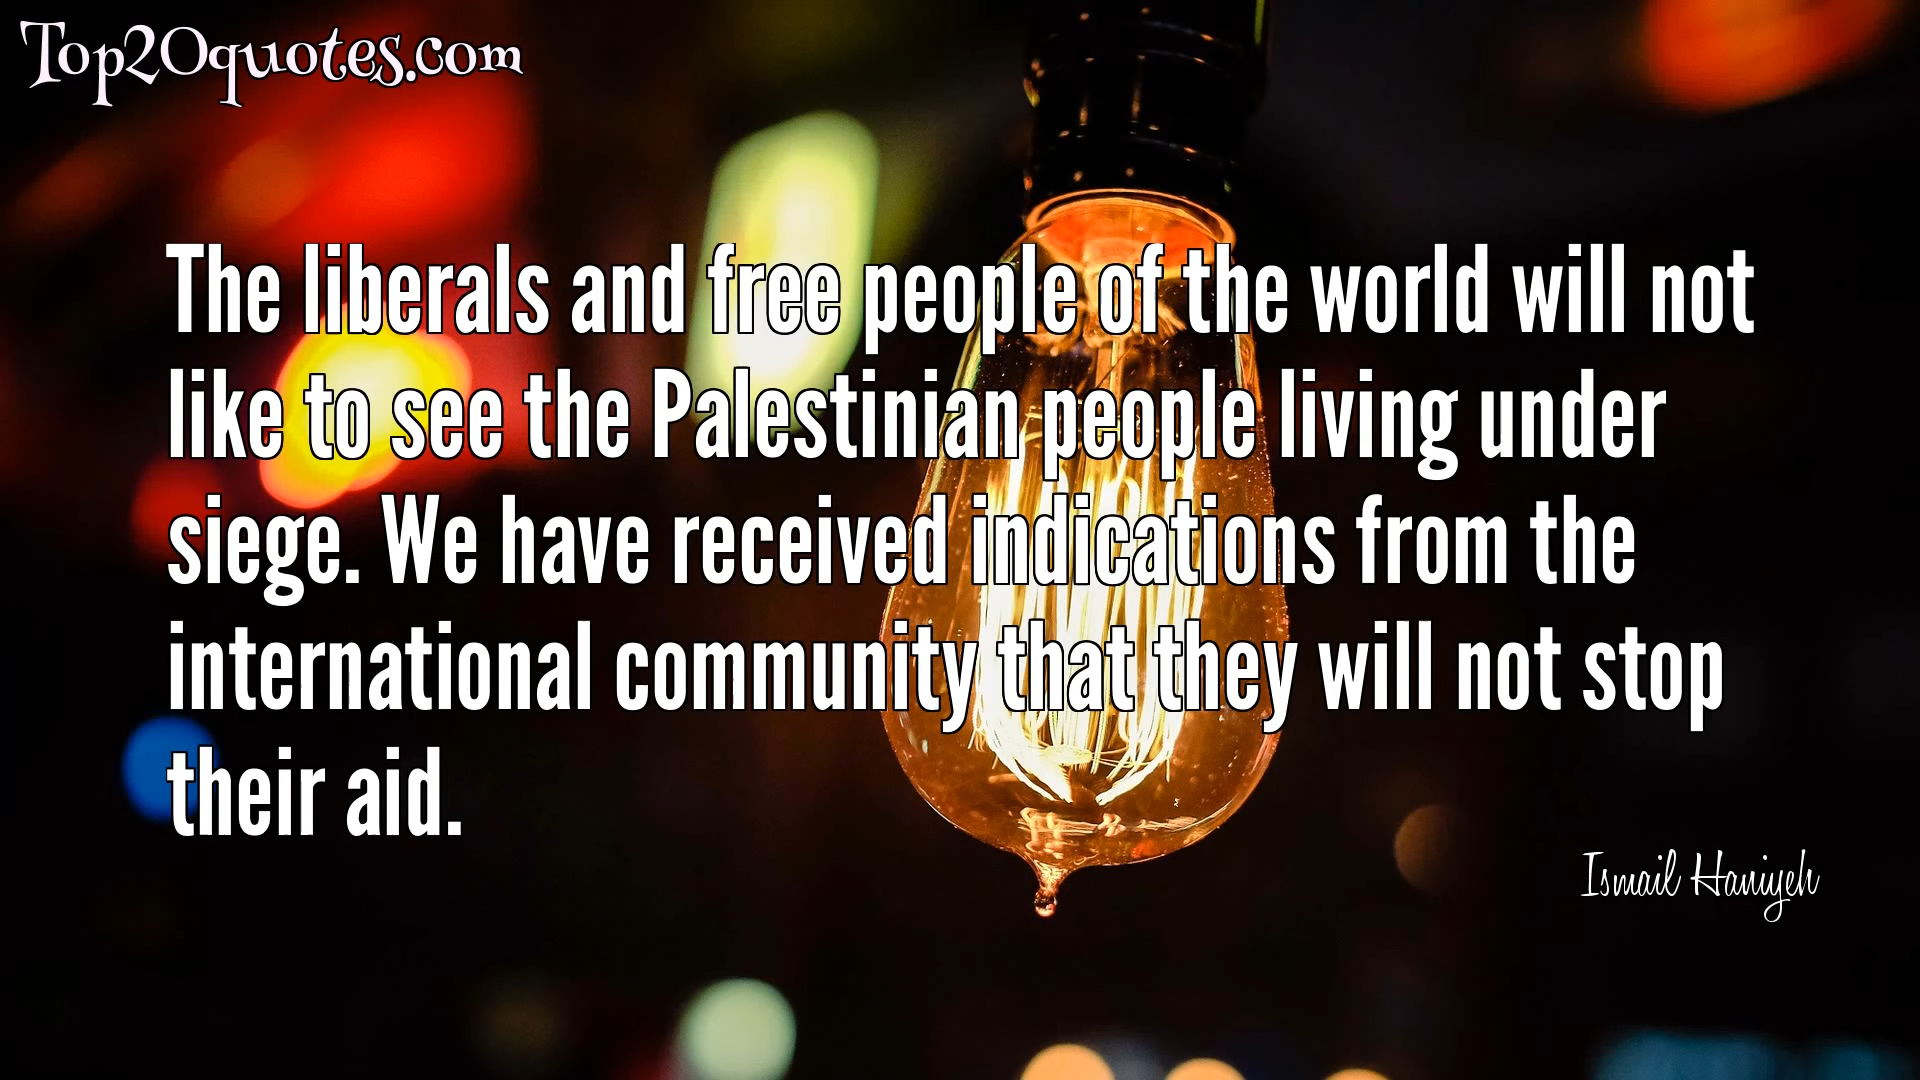 Top20quotes.com
The liberals and free people of the world will not
like to see the Palestinian people living under
siege. We have received indications from the
international community that they will not stop
their aid.
Ismail Haniyeh